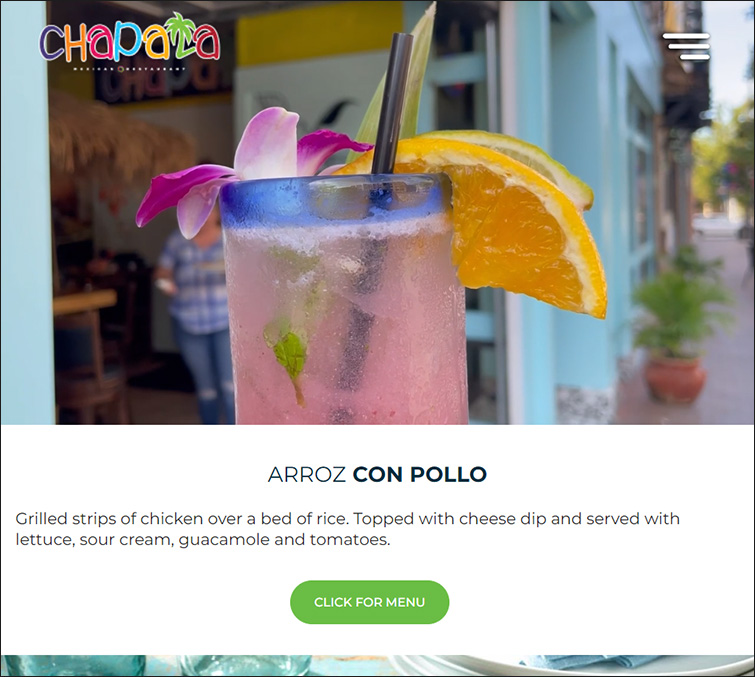 CHAPALA
MEXICAN RESTAURANT
ARROZ CON POLLO
Grilled strips of chicken over a bed of rice. Topped with cheese dip and served with
lettuce, sour cream, guacamole and tomatoes.
CLICK FOR MENU